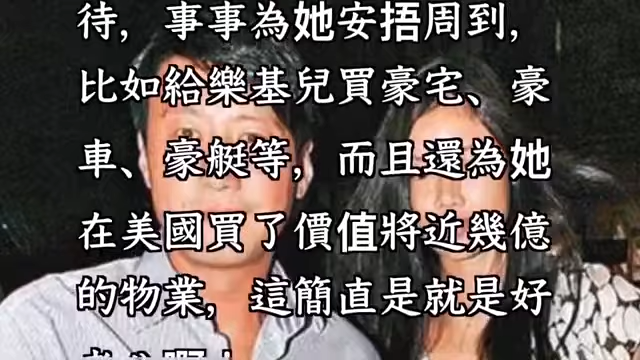 待，事事為她安捂周到，
比如給樂基兒買豪宅、豪
車、豪艇等，而且還為她
在美國買了價值將近幾億
的物業，這簡直是就是好